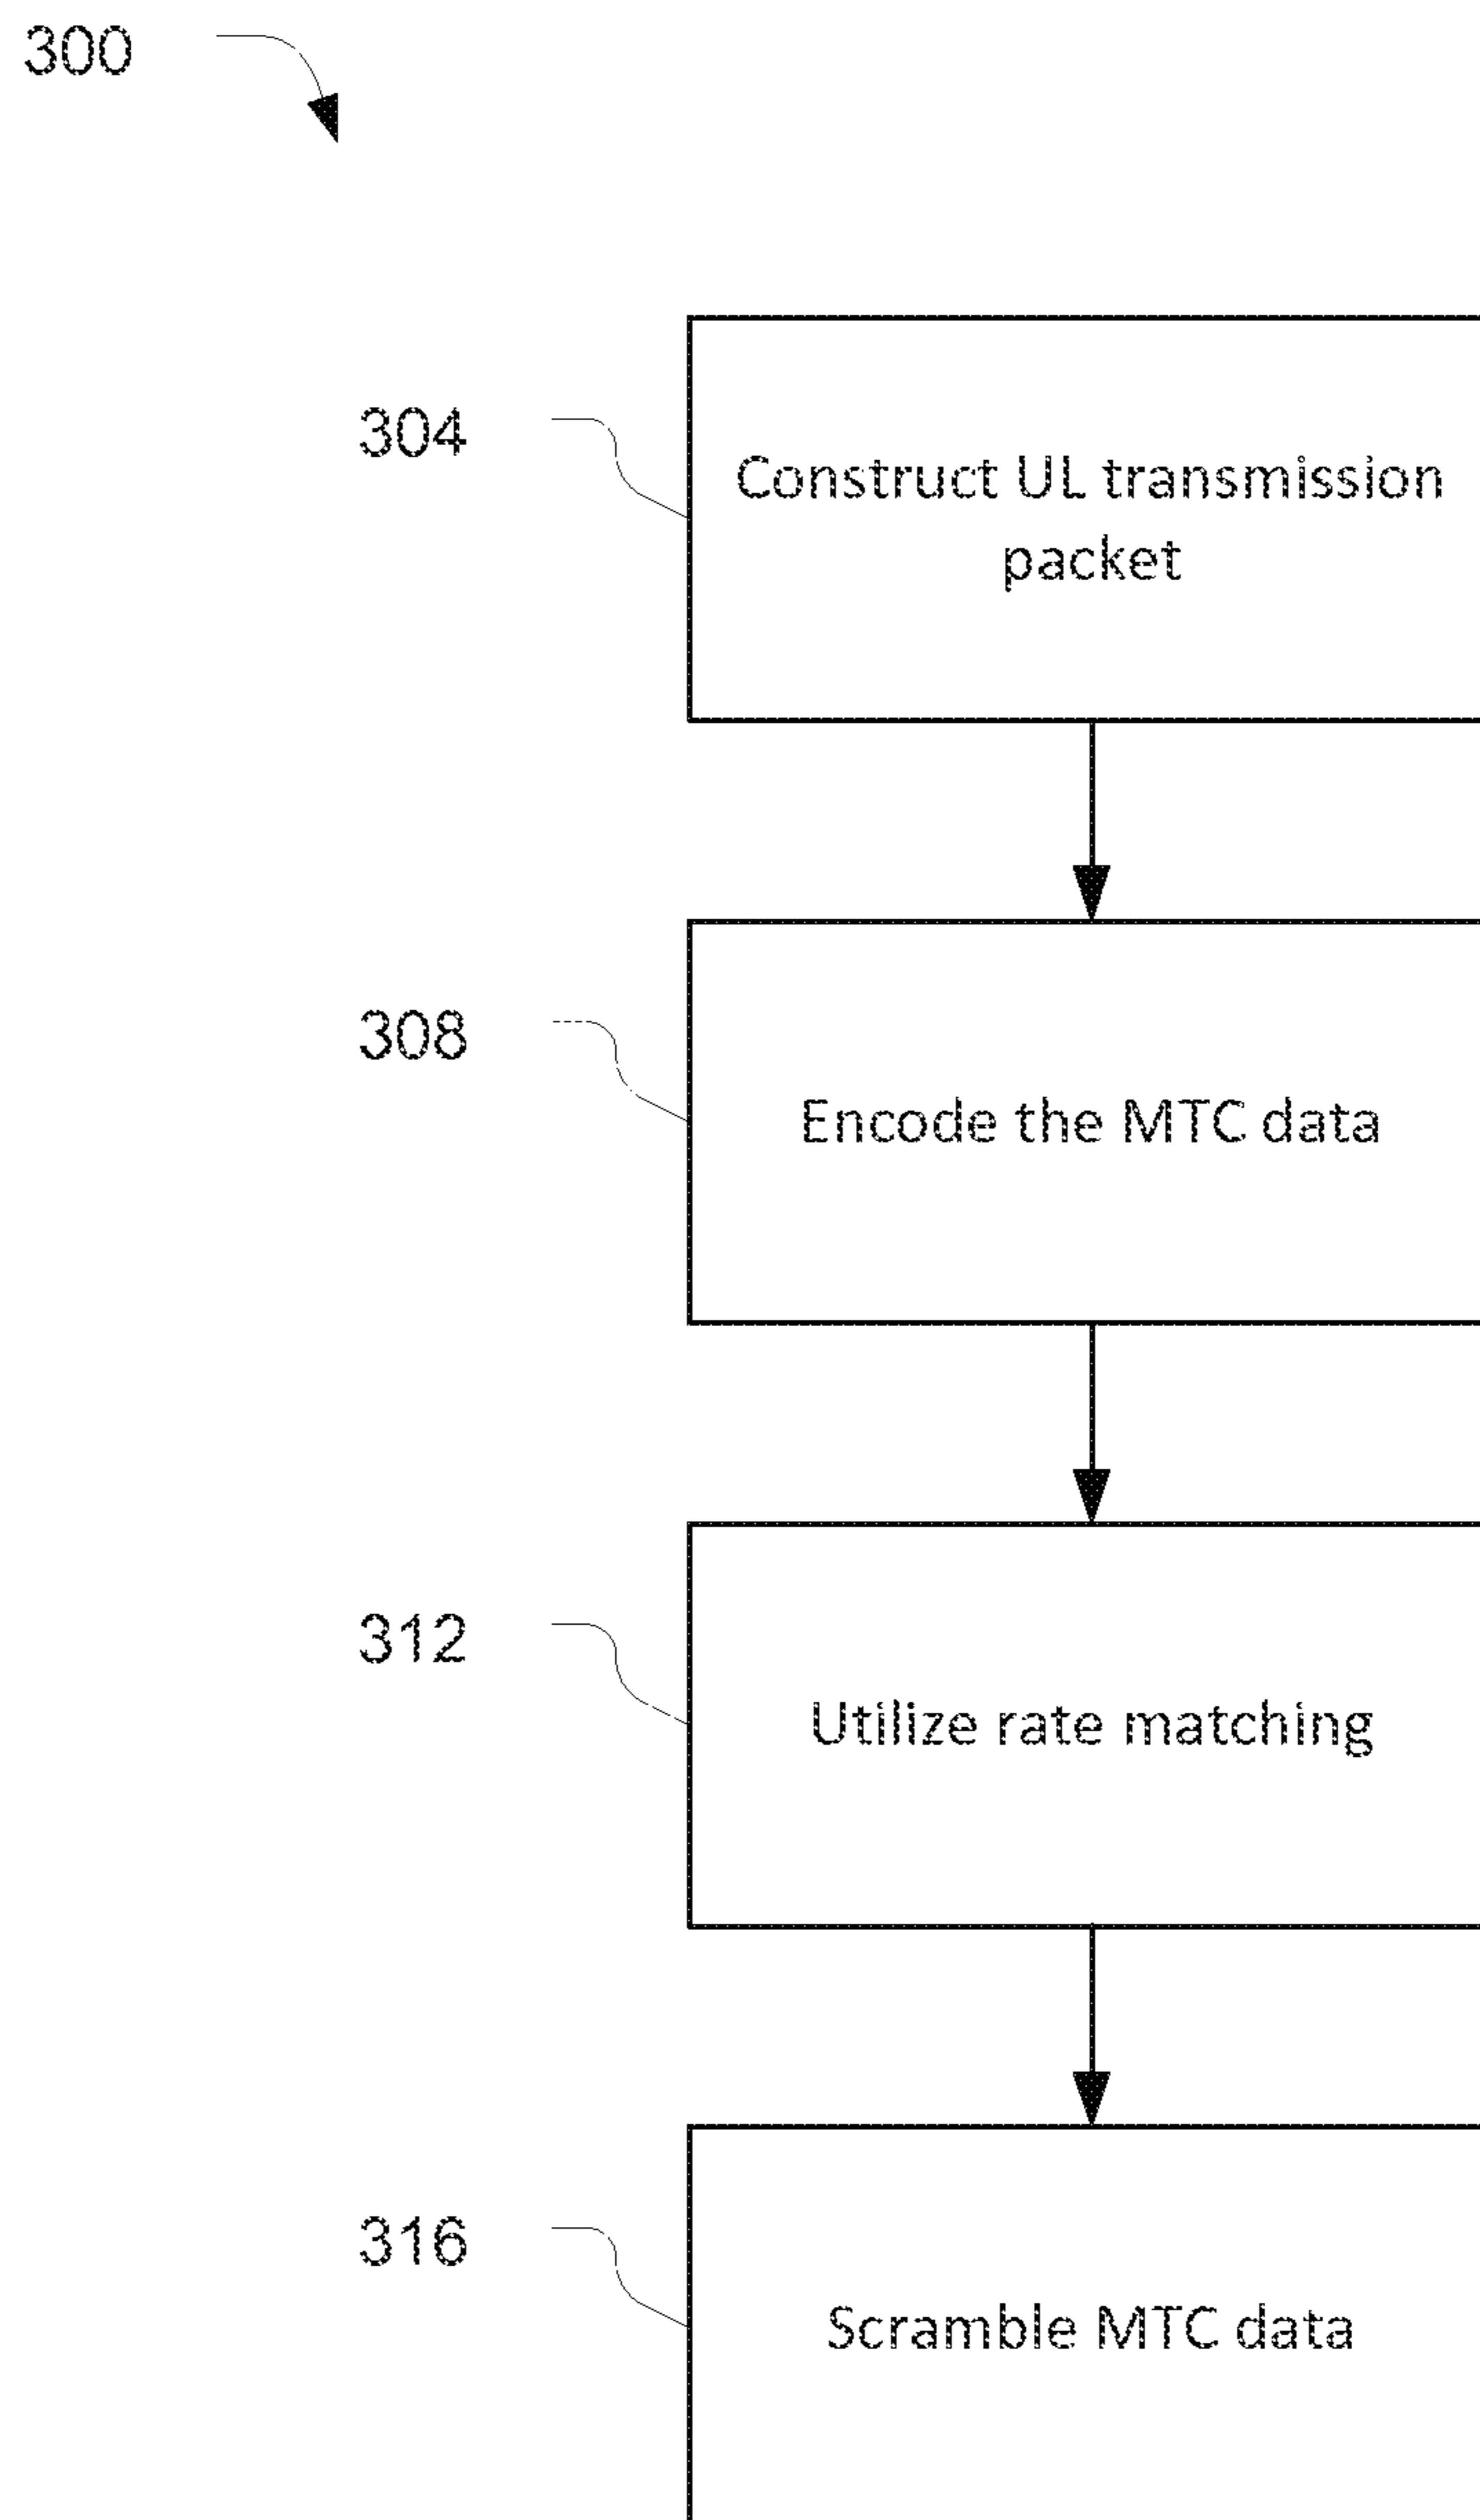 300
304
Construct UL transmission
packet
308
Encode the MTC data
312
Utilize rate matching
316
Scramble MTC data